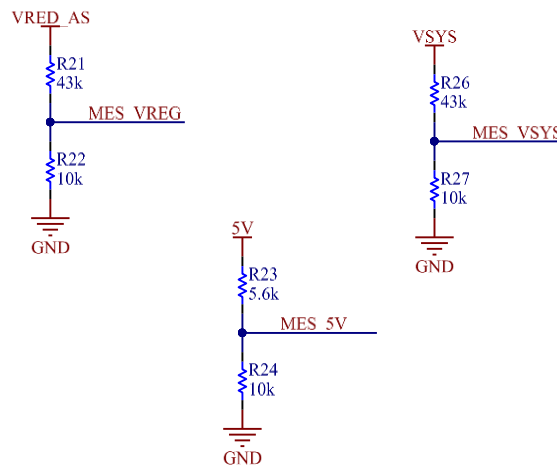 VRED_AS
R21
43k
MES_VREG
R22
10k
GND
VSYS
R26
43k
MES_VSYS
R27
10k
GND
5V
R23
5.6k
MES_5V
R24
10k
GND